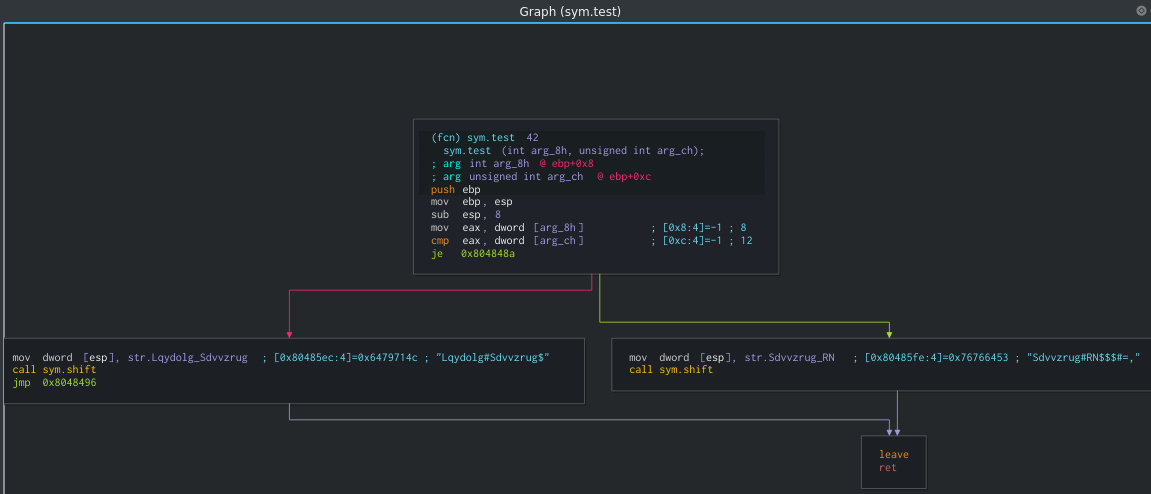 Graph (sym.test)
(fcn) sym.test 42
sym.test (int arg_8h, unsigned int arg_ch);
; arg int arg_8h @ ebp+0x8
; arg unsigned int arg_ch @ ebp+0xc
push ebp
mov ebp, esp
sub esp, 8
mov eax, dword [arg_8h] ; [0x8:4]=-1 ; 8
cmp eax, dword [arg_ch] ; [0xc:4]=-1 ; 12
je 0x804848a
mov dword [esp], str.Lqydolg_Sdvvzrug ; [0x80485ec:4]=0x6479714c ; "Lqydolg#Sdvvzrug$"
call sym.shift
jmp 0x8048496
mov dword [esp], str.Sdvvzrug_RN ; [0x80485fe:4]=0x76766453 ; "Sdvvzrug#RN$$$#=,"
call sym.shift
leave
ret